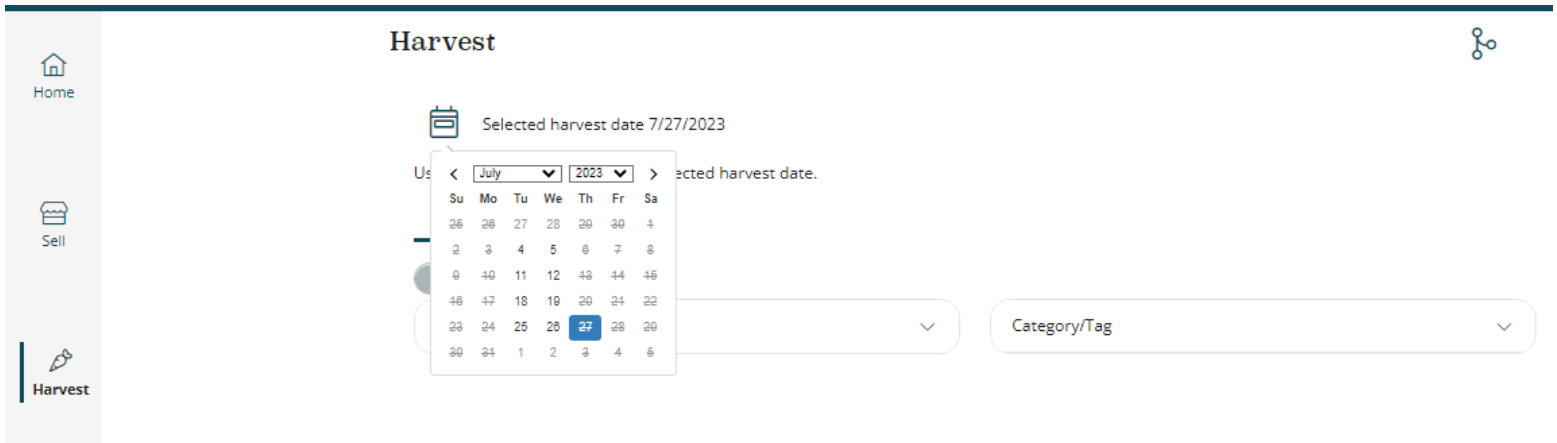 Harvest
Home
Selected harvest date 7/27/2023
Us ected harvest date.
July 2023
Su Mo Tu We Th Fr Sa
25 26 27 28 29 30 1
2 3 4 5 6 7 8
9 10 11 12 13 14 15
16 17 18 19 20 21 22
23 24 25 26 27 28 29
30 31 1 2 3 4 5
Sell
Category/Tag
Harvest